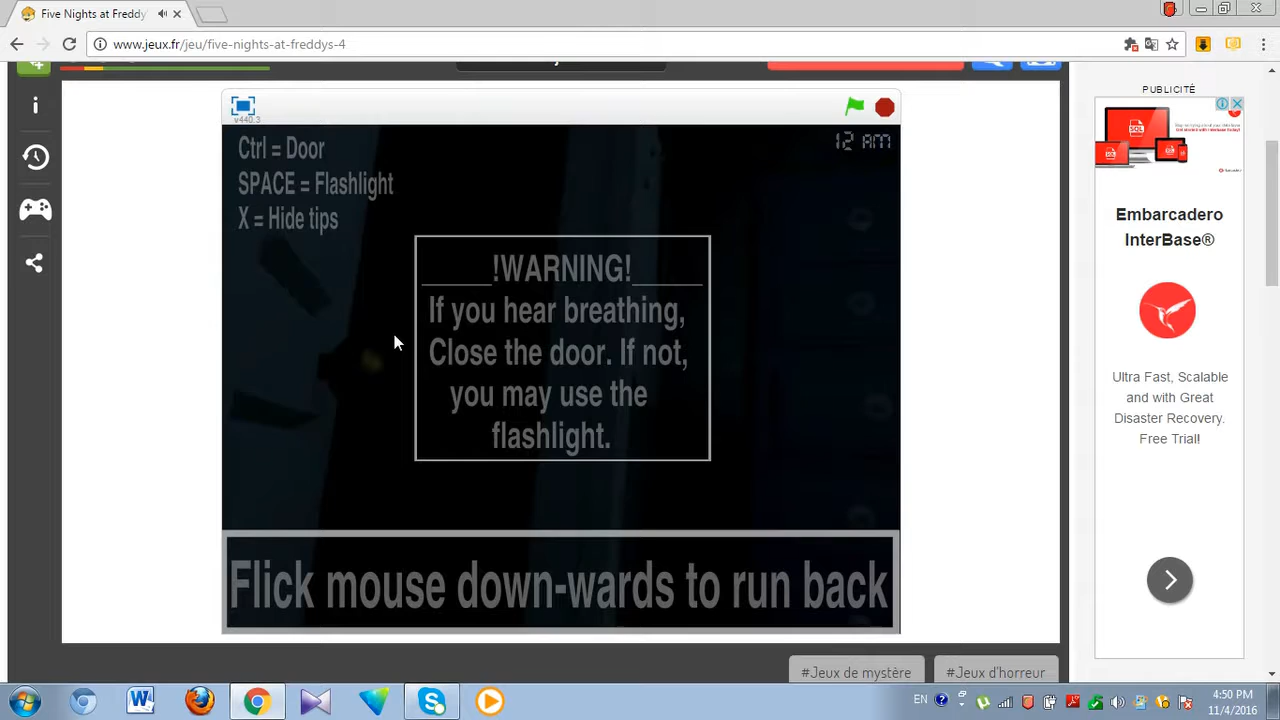 Five Nights at Freddy'
www.jeux.fr/jeu/five-nights-at-freddys-4
v440.3
Ctrl = Door
SPACE = Flashlight
X = Hide tips
12 AM
!WARNING!
If you hear breathing,
Close the door. If not,
you may use the
flashlight.
Flick mouse down-wards to run back
PUBLICITÉ
SQL
Embarcadero
InterBase®
Ultra Fast, Scalable
and with Great
Disaster Recovery.
Free Trial!
#Jeux de mystère
#Jeux d'horreur
EN
4:50 PM
11/4/2016